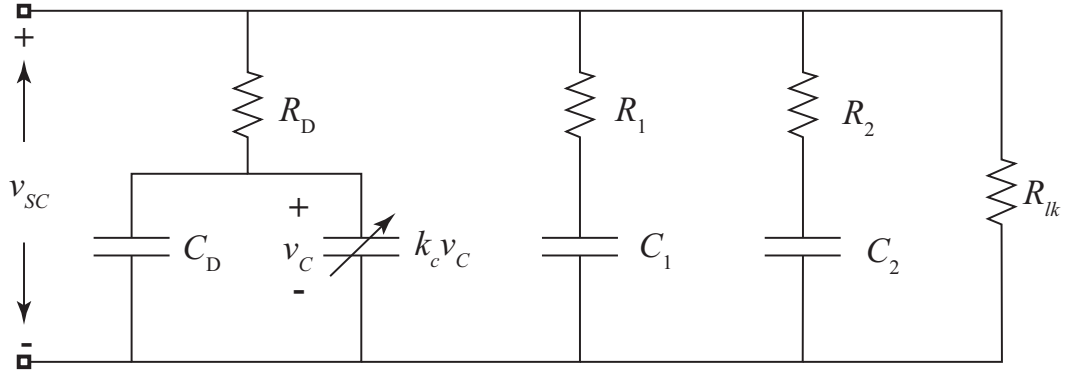 +
R_D
R_1
R_2
v_SC
+
R_lk
C_D
v_C
k_c v_C
C_1
C_2
-
-